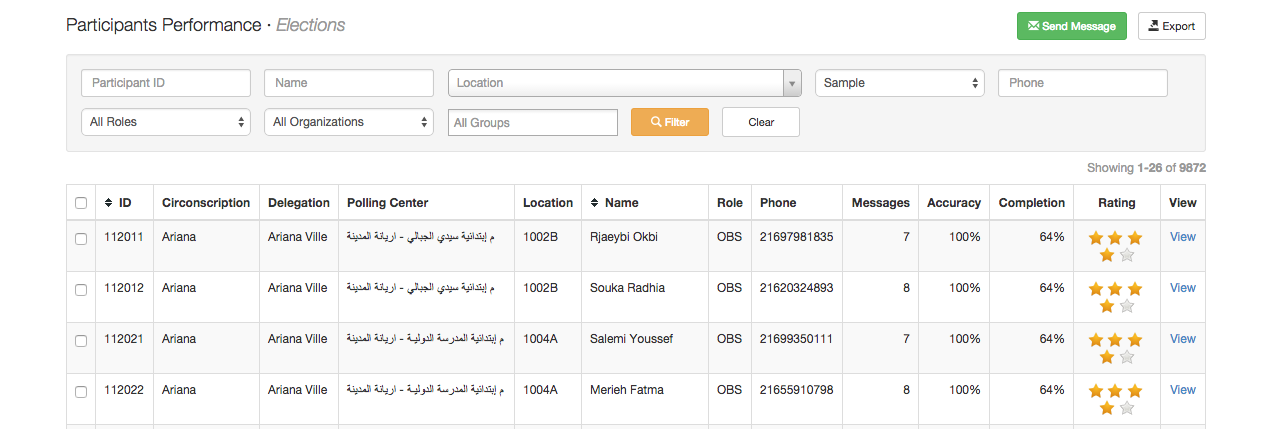 Participants Performance · Elections
Send Message
Export
Participant ID
Name
Location
Sample
Phone
All Roles
All Organizations
All Groups
Filter
Clear
Showing 1-26 of 9872
ID Circonscription Delegation Polling Center Location Name Role Phone Messages Accuracy Completion Rating View
112011 Ariana Ariana Ville م إبتدائية سيدي الجبالي - اريانة المدينة 1002B Rjaeybi Okbi OBS 21697981835 7 100% 64% View
112012 Ariana Ariana Ville م إبتدائية سيدي الجبالي - اريانة المدينة 1002B Souka Radhia OBS 21620324893 8 100% 64% View
112021 Ariana Ariana Ville م إبتدائية المدرسة الدولية - اريانة المدينة 1004A Salemi Youssef OBS 21699350111 7 100% 64% View
112022 Ariana Ariana Ville م إبتدائية المدرسة الدولية - اريانة المدينة 1004A Merieh Fatma OBS 21655910798 8 100% 64% View